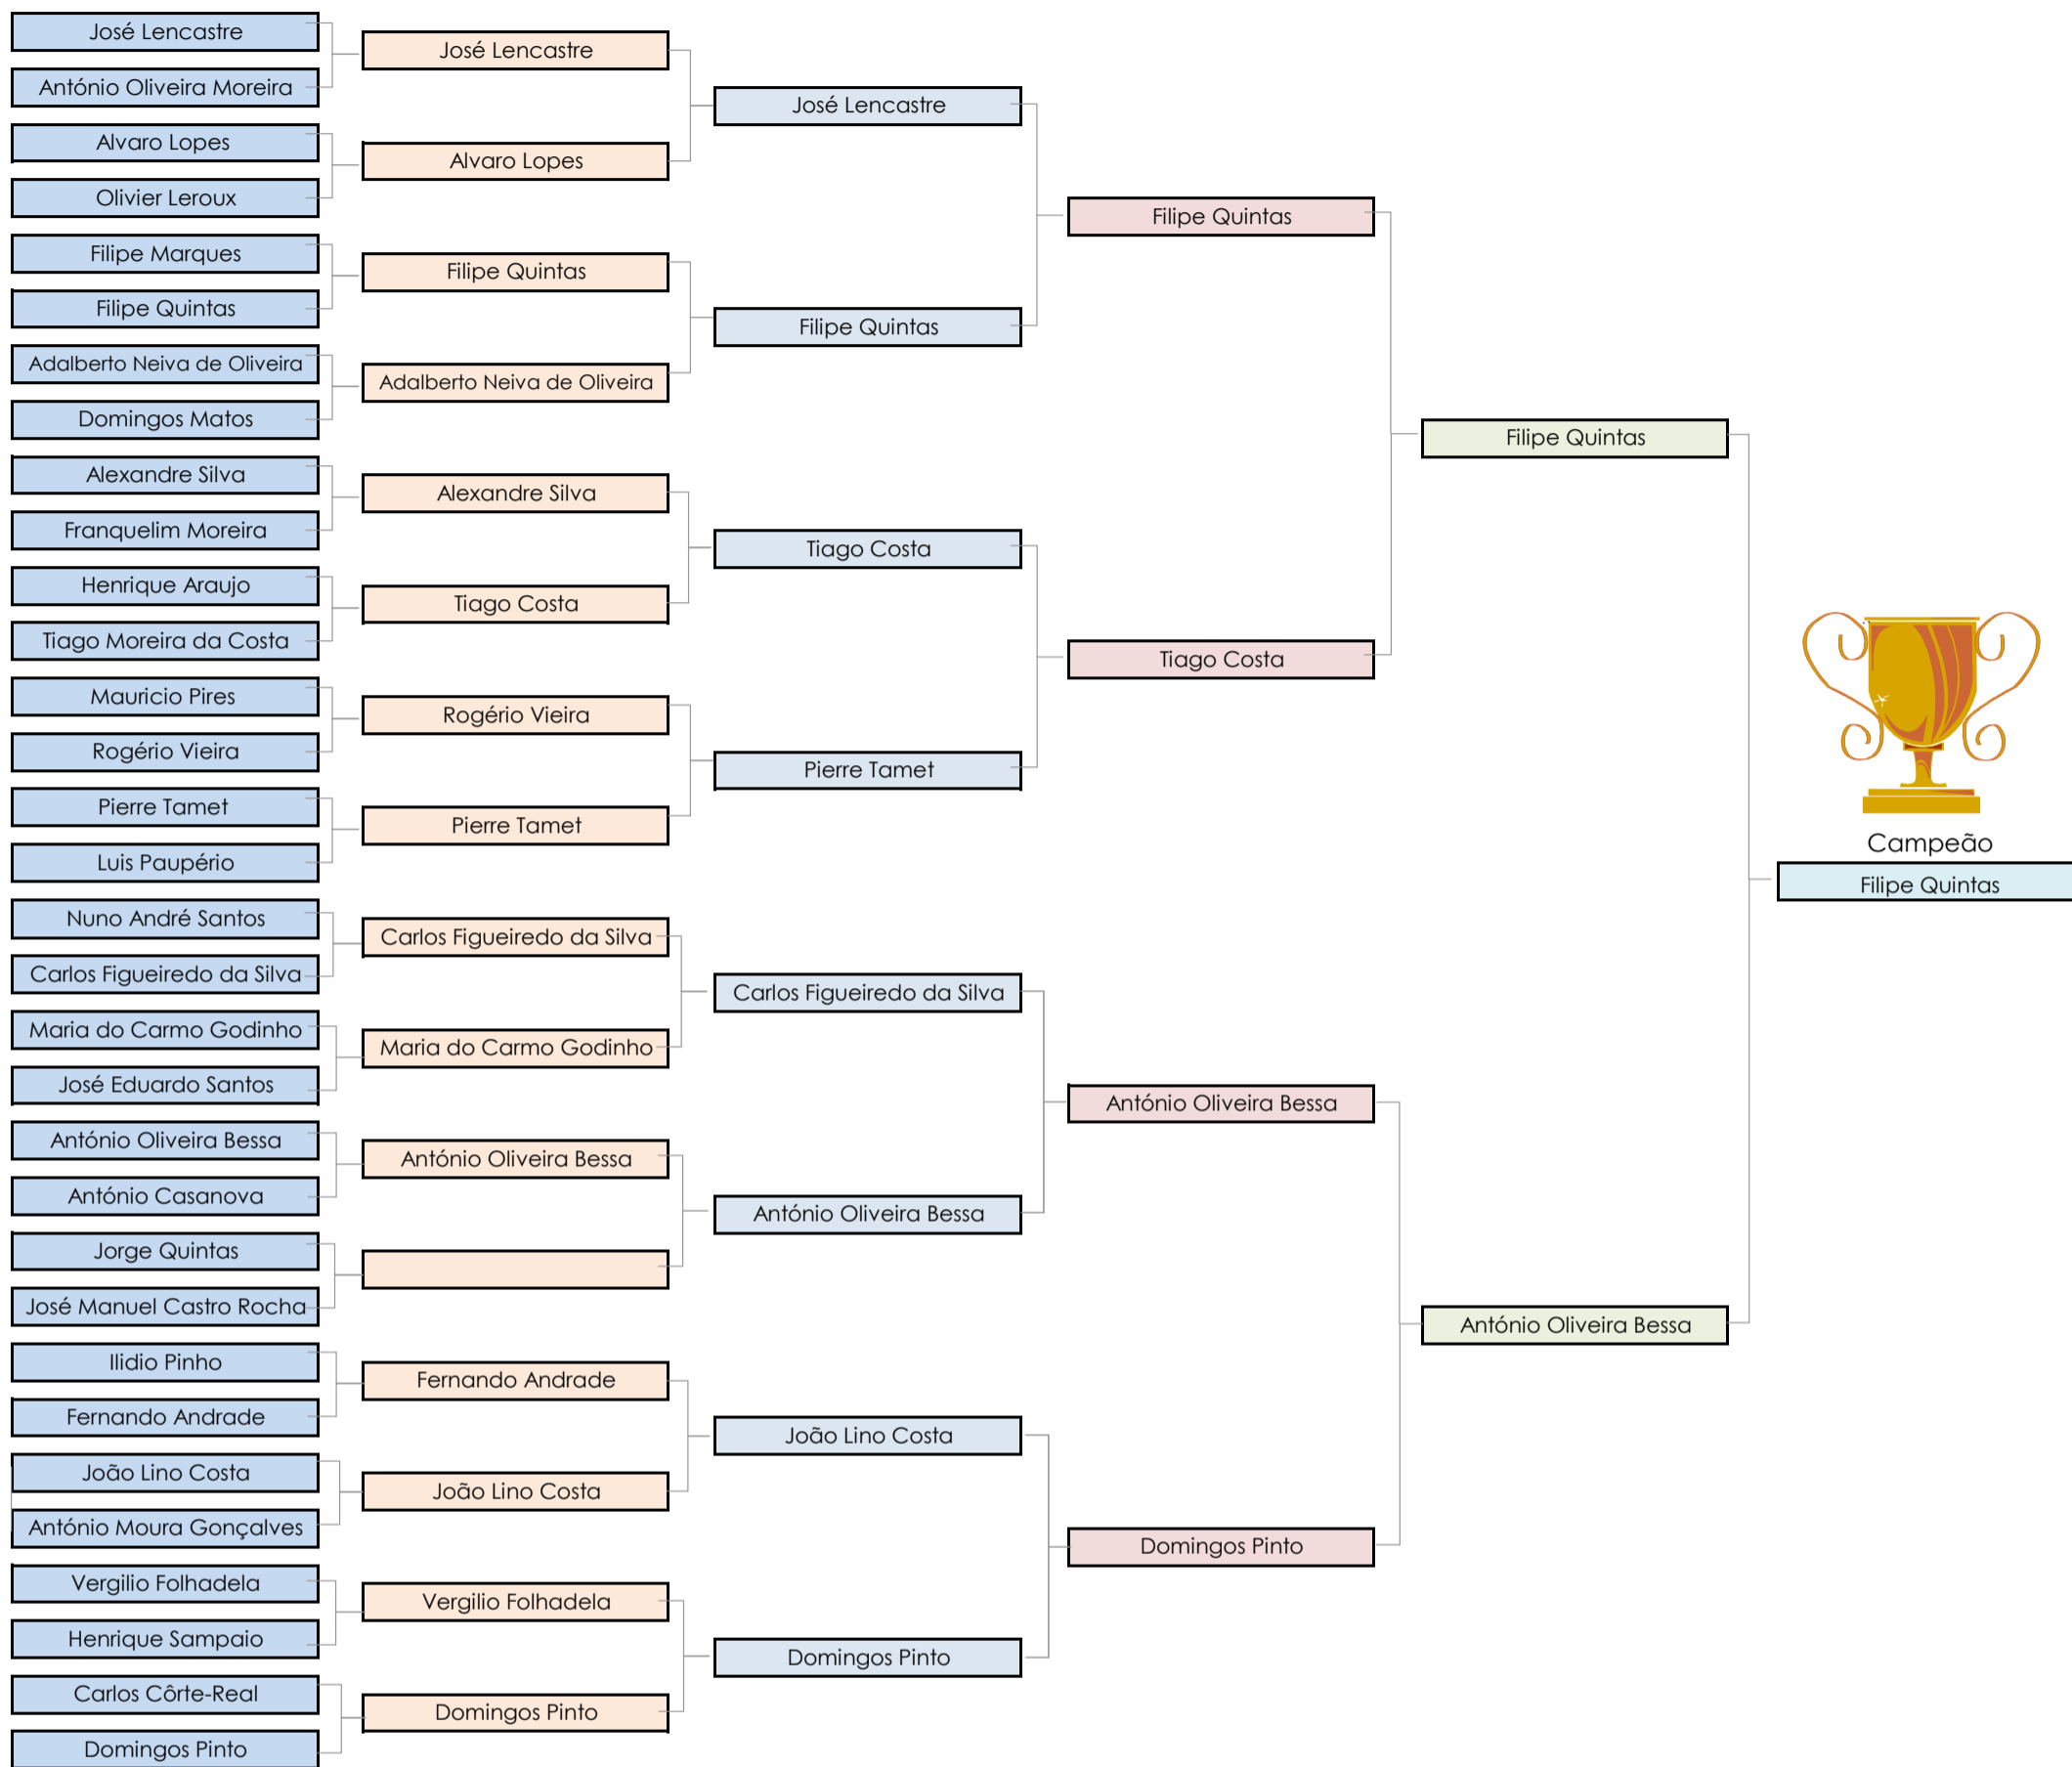 José Lencastre
António Oliveira Moreira
Alvaro Lopes
Olivier Leroux
Filipe Marques
Filipe Quintas
Adalberto Neiva de Oliveira
Domingos Matos
Alexandre Silva
Franquelim Moreira
Henrique Araujo
Tiago Moreira da Costa
Mauricio Pires
Rogério Vieira
Pierre Tamet
Luis Paupério
Nuno André Santos
Carlos Figueiredo da Silva
Maria do Carmo Godinho
José Eduardo Santos
António Oliveira Bessa
António Casanova
Jorge Quintas
José Manuel Castro Rocha
Ilidio Pinho
Fernando Andrade
João Lino Costa
António Moura Gonçalves
Vergilio Folhadela
Henrique Sampaio
Carlos Côrte-Real
Domingos Pinto
José Lencastre
Alvaro Lopes
Filipe Quintas
Adalberto Neiva de Oliveira
Alexandre Silva
Tiago Costa
Rogério Vieira
Pierre Tamet
Carlos Figueiredo da Silva
Maria do Carmo Godinho
António Oliveira Bessa
Fernando Andrade
João Lino Costa
Vergilio Folhadela
Domingos Pinto
José Lencastre
Filipe Quintas
Tiago Costa
Pierre Tamet
Carlos Figueiredo da Silva
António Oliveira Bessa
João Lino Costa
Domingos Pinto
Filipe Quintas
Tiago Costa
António Oliveira Bessa
Domingos Pinto
Filipe Quintas
António Oliveira Bessa
Campeão
Filipe Quintas